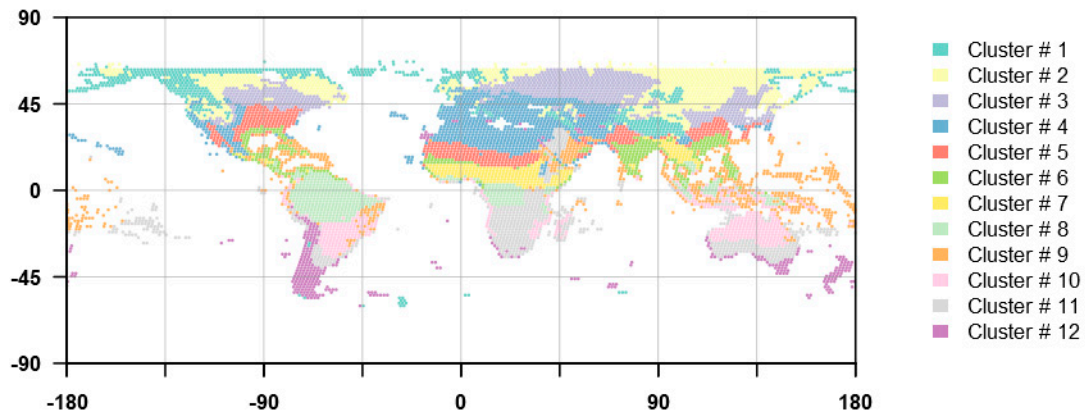 90
45
0
-45
-90
-180
-90
0
90
180
Cluster # 1
Cluster # 2
Cluster # 3
Cluster # 4
Cluster # 5
Cluster # 6
Cluster # 7
Cluster # 8
Cluster # 9
Cluster # 10
Cluster # 11
Cluster # 12